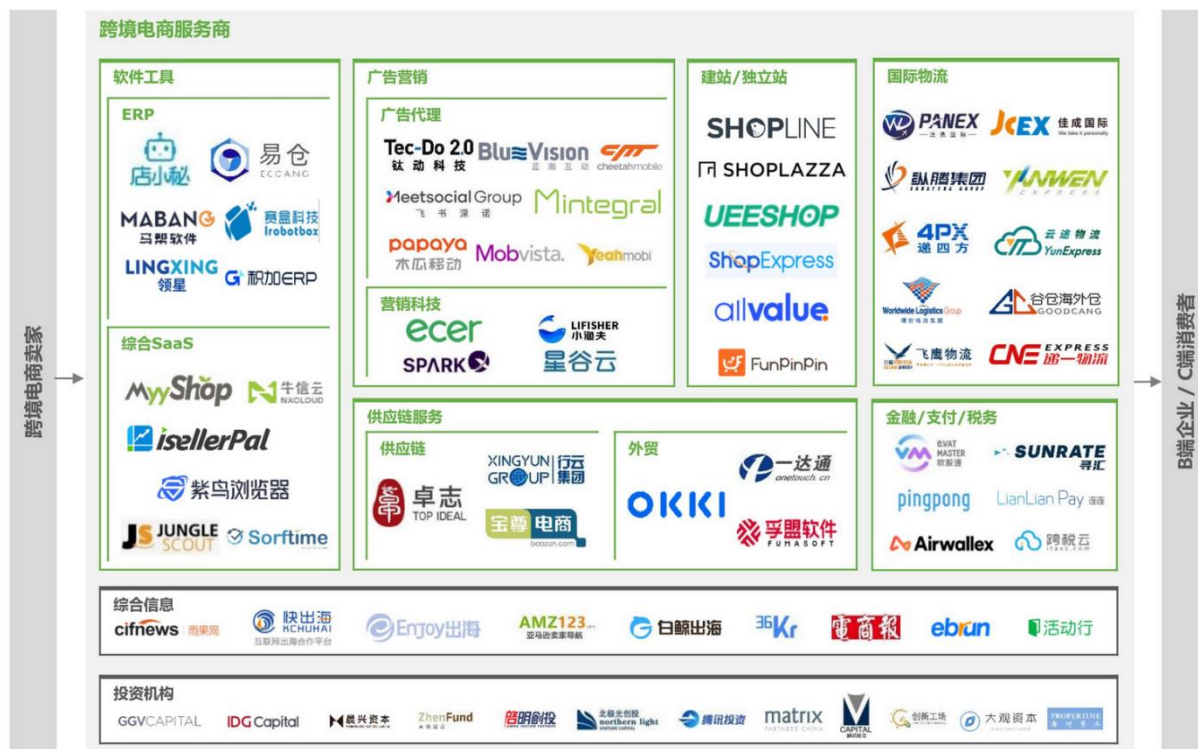 跨境电商卖家
跨境电商服务商
软件工具
ERP
店小秘
易仓
ECCANG
MABANG
马帮软件
赛盒科技
Irobotbox
LINGXING
领星
积加ERP
综合SaaS
MyyShop
牛信云
NXCLOUD
isellerPal
紫鸟浏览器
JS JUNGLE
SCOUT
Sorftime
广告营销
广告代理
Tec-Do 2.0
钛动科技
BlueVision
蓝瀚互动
cheetahmobile
Meetsocial Group
飞书深诺
Mintegral
papaya
木瓜移动
Mobvista.
Yeahmobi
营销科技
ecer
LIFISHER
小渔夫
SPARK
星谷云
建站/独立站
SHOPLINE
SHOPLAZZA
UEESHOP
ShopExpress
allvalue
FunPinPin
国际物流
PANEX
泛远国际
JCEX 佳成国际
We take it personally
纵腾集团
ZONGTENG GROUP
YANWEN
EXPRESS
4PX
递四方
云途物流
YunExpress
Worldwide Logistics Group
谷仓海外仓
GOODCANG
飞鹰物流
CNE EXPRESS
递一物流
供应链服务
供应链
卓志
TOP IDEAL
XINGYUN GROUP
行云集团
宝尊电商
baozun.com
外贸
一达通
onetouch.cn
OKKI
孚盟软件
FUMASOFT
金融/支付/税务
VM
EVAT
MASTER
欧税通
SUNRATE
寻汇
pingpong
LianLian Pay 连连
Airwallex
跨税云
itaxs.com
综合信息
cifnews 雨果网
快出海
KCHUHAI
互联网出海合作平台
Enjoy出海
AMZ123
亚马逊卖家导航
白鲸出海
36Kr
電商報
ebrun
活动行
投资机构
GGVCAPITAL
IDG Capital
晨兴资本
ZhenFund
真格基金
启明创投
北极光创投
northern light
VENTURE CAPITAL
腾讯投资
matrix
PARTNERS CHINA
CAPITAL
创新工场
大观资本
PROPERTIME
B端企业 / C端消费者